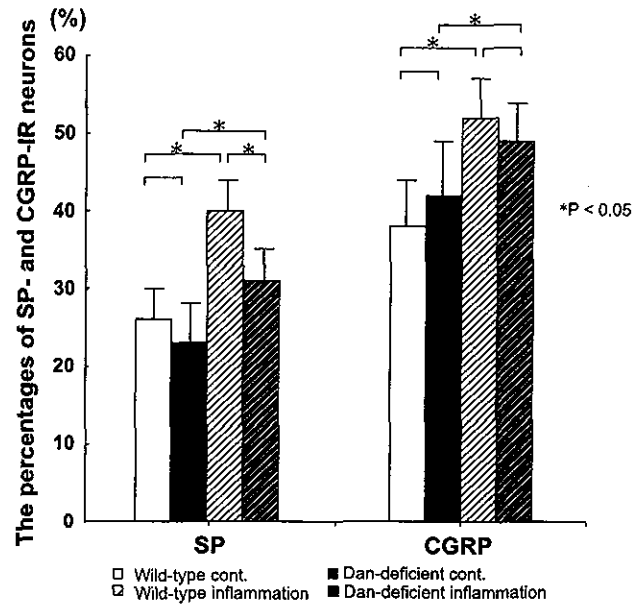 (%)
The percentages of SP- and CGRP-IR neurons
60
50
40
30
20
10
0
*
*
*
*
*
*P < 0.05
SP
CGRP
Wild-type cont.
Dan-deficient cont.
Wild-type inflammation
Dan-deficient inflammation